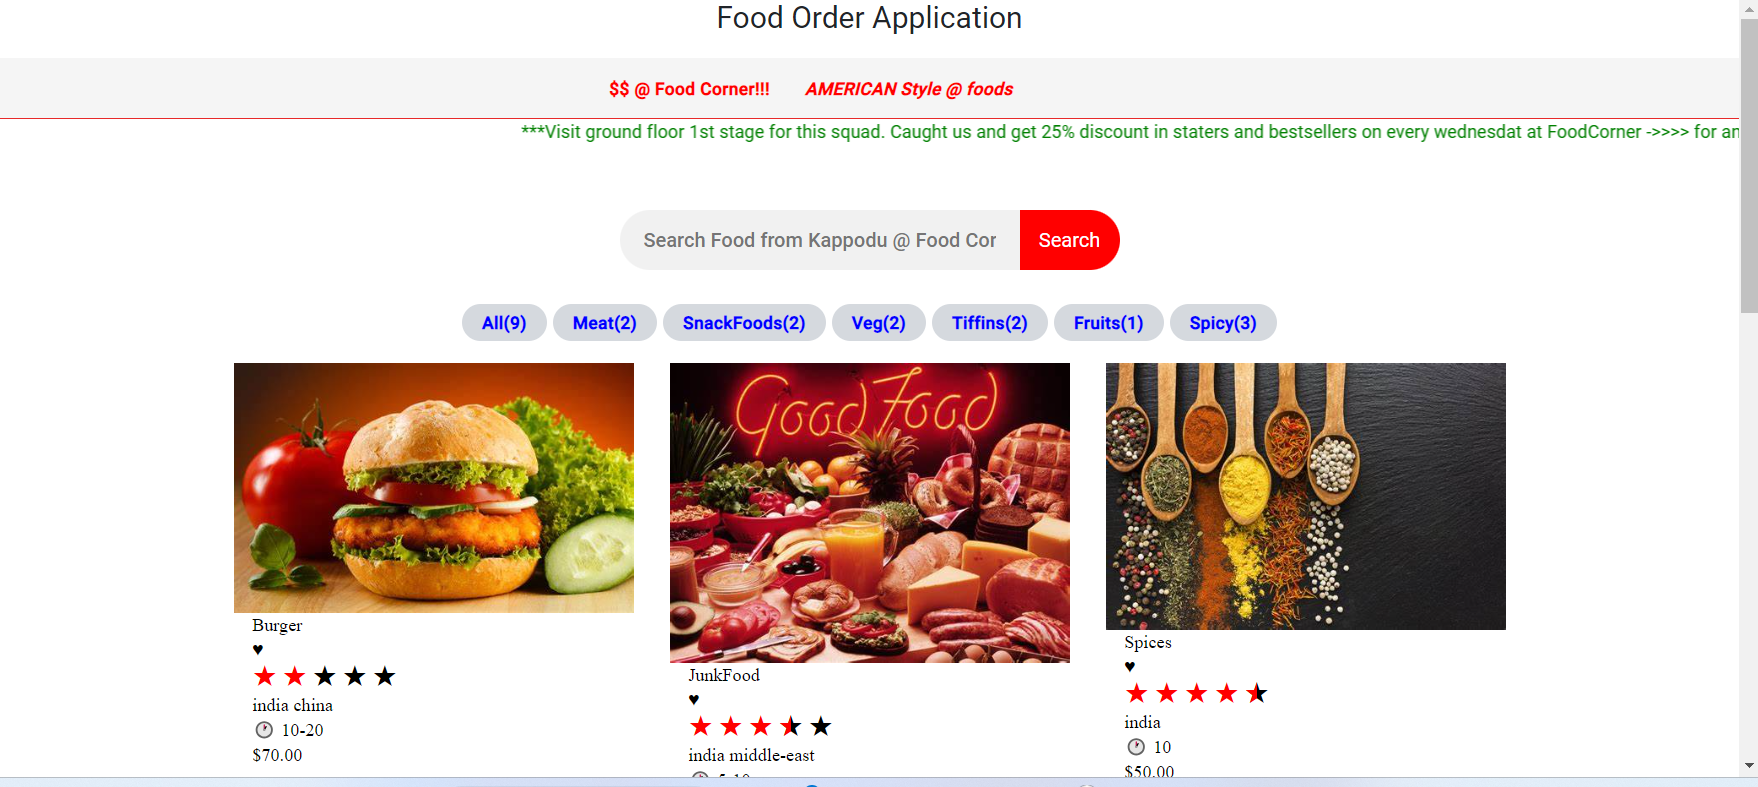 Food Order Application
$$ @ Food Corner!!! AMERICAN Style @ foods
***Visit ground floor 1st stage for this squad. Caught us and get 25% discount in staters and bestsellers on every wednesdat at FoodCorner ->>>> for
Search Food from Kappodu @ Food Cor Search
All(9) Meat(2) SnackFoods(2) Veg(2) Tiffins(2) Fruits(1) Spicy(3)
Good Food
Burger
♥
★ ★ ★ ★ ★
india china
10-20
$70.00
JunkFood
♥
★ ★ ★ ★ ★
india middle-east
5-10
Spices
♥
★ ★ ★ ★ ★
india
10
$50.00